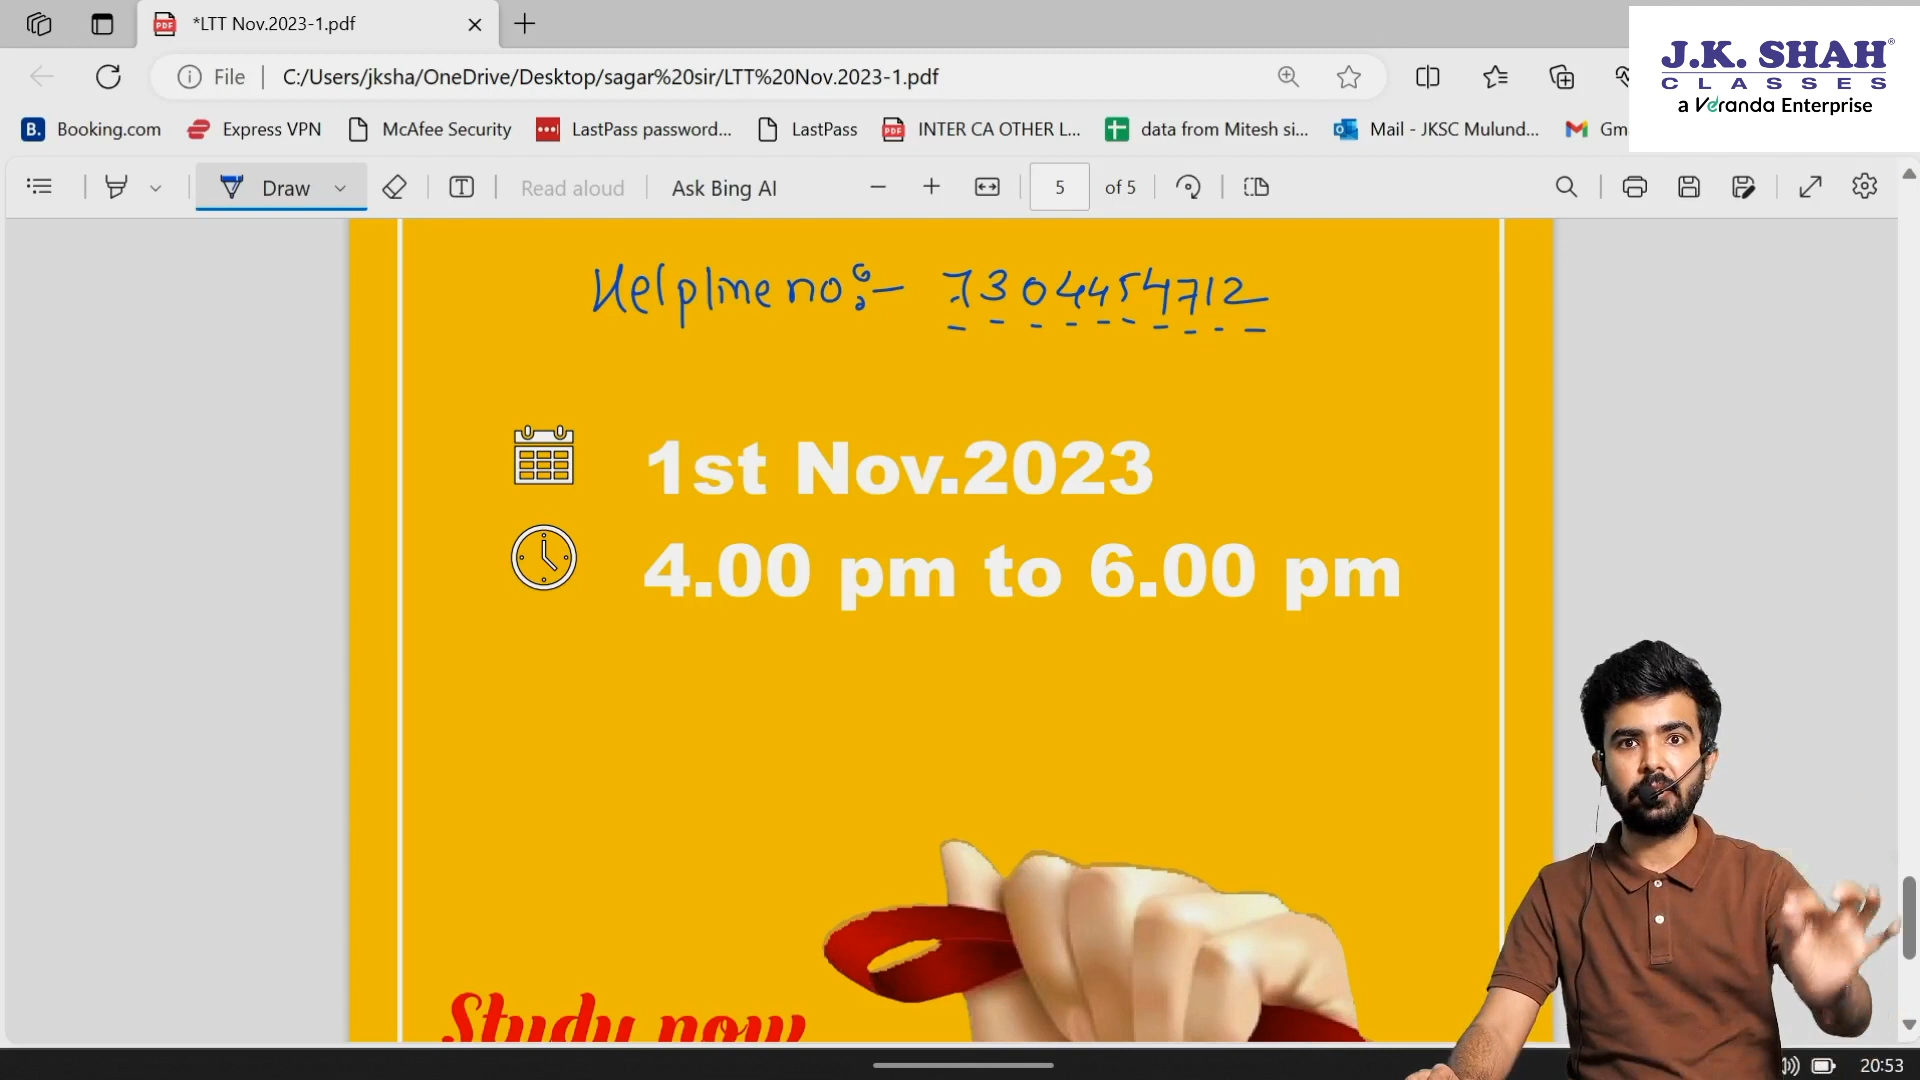 *LTT Nov.2023-1.pdf
File
C:/Users/jksha/OneDrive/Desktop/sagar%20sir/LTT%20Nov.2023-1.pdf
J.K. SHAH®
CLASSES
a Veranda Enterprise
B. Booking.com
Express VPN
McAfee Security
LastPass password...
LastPass
PDF INTER CA OTHER L...
data from Mitesh si...
Mail - JKSC Mulund...
Gm
Draw
Read aloud
Ask Bing AI
5 of 5
Helpline no:- 7304454712
1st Nov.2023
4.00 pm to 6.00 pm
Study now
20:53